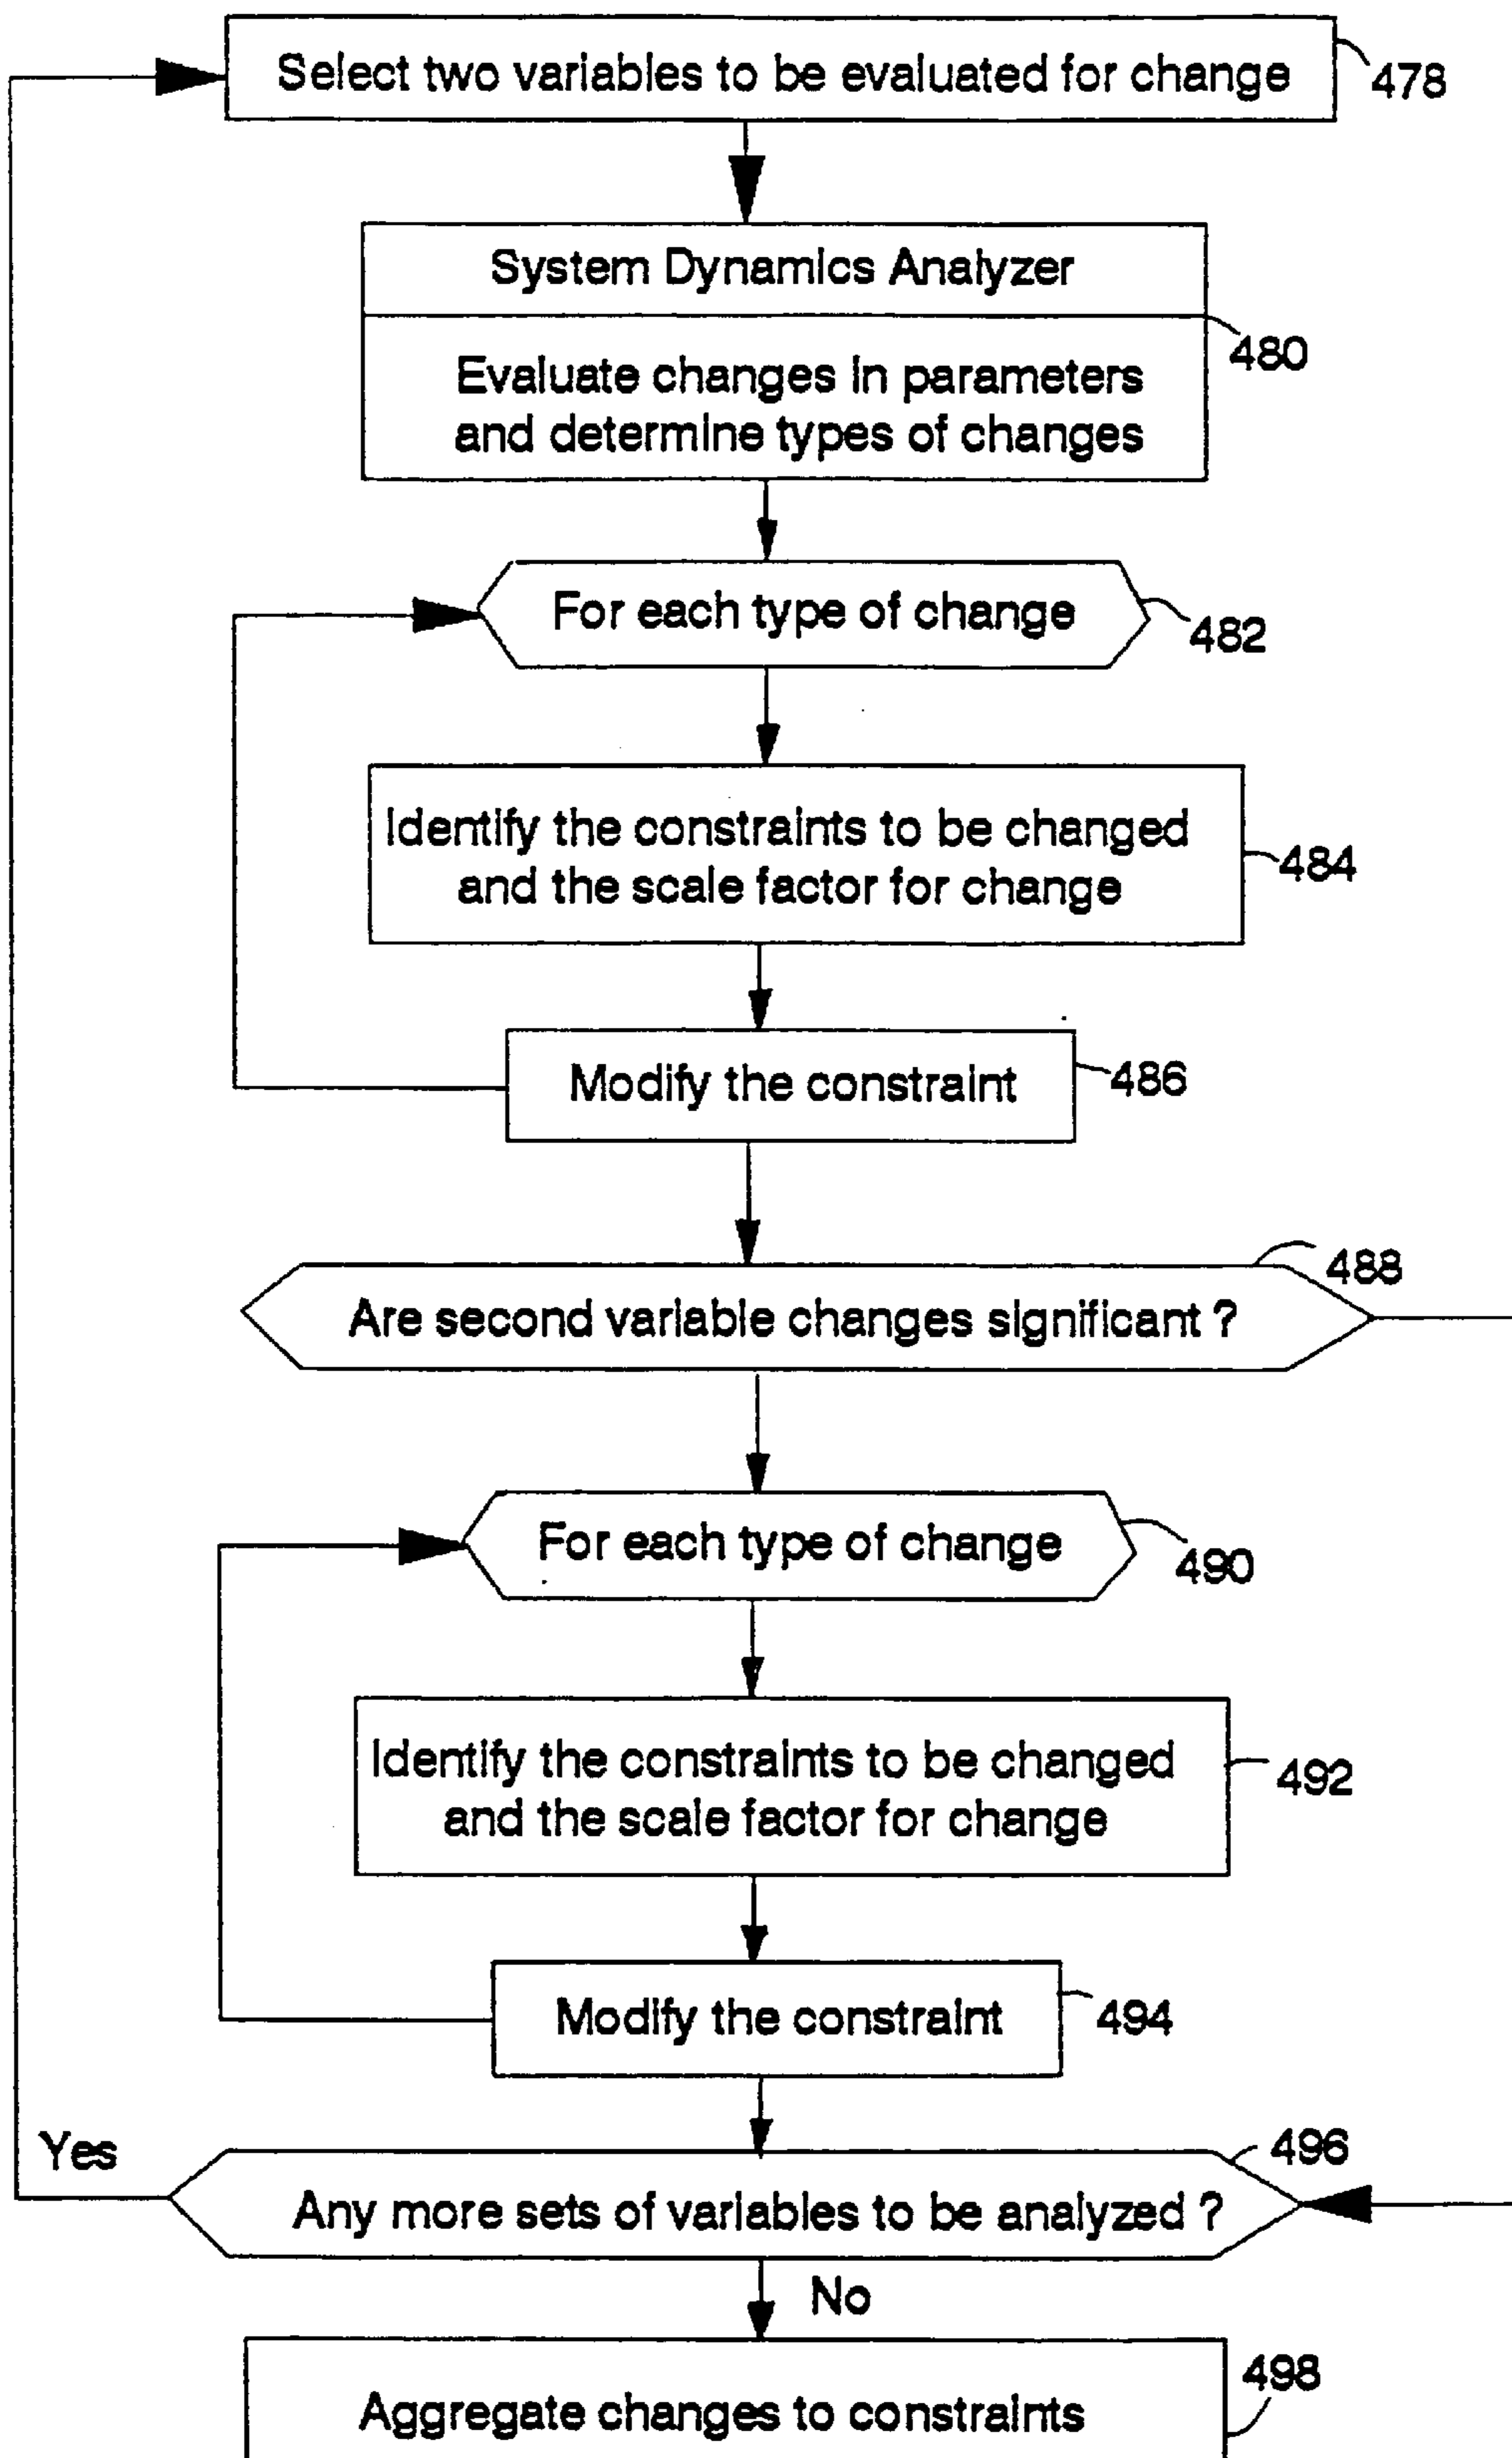 Select two variables to be evaluated for change
478
System Dynamics Analyzer
480
Evaluate changes in parameters
and determine types of changes
For each type of change
482
Identify the constraints to be changed
and the scale factor for change
484
Modify the constraint
486
488
Are second variable changes significant ?
For each type of change
490
Identify the constraints to be changed
and the scale factor for change
492
Modify the constraint
494
Yes
496
Any more sets of variables to be analyzed ?
No
498
Aggregate changes to constraints